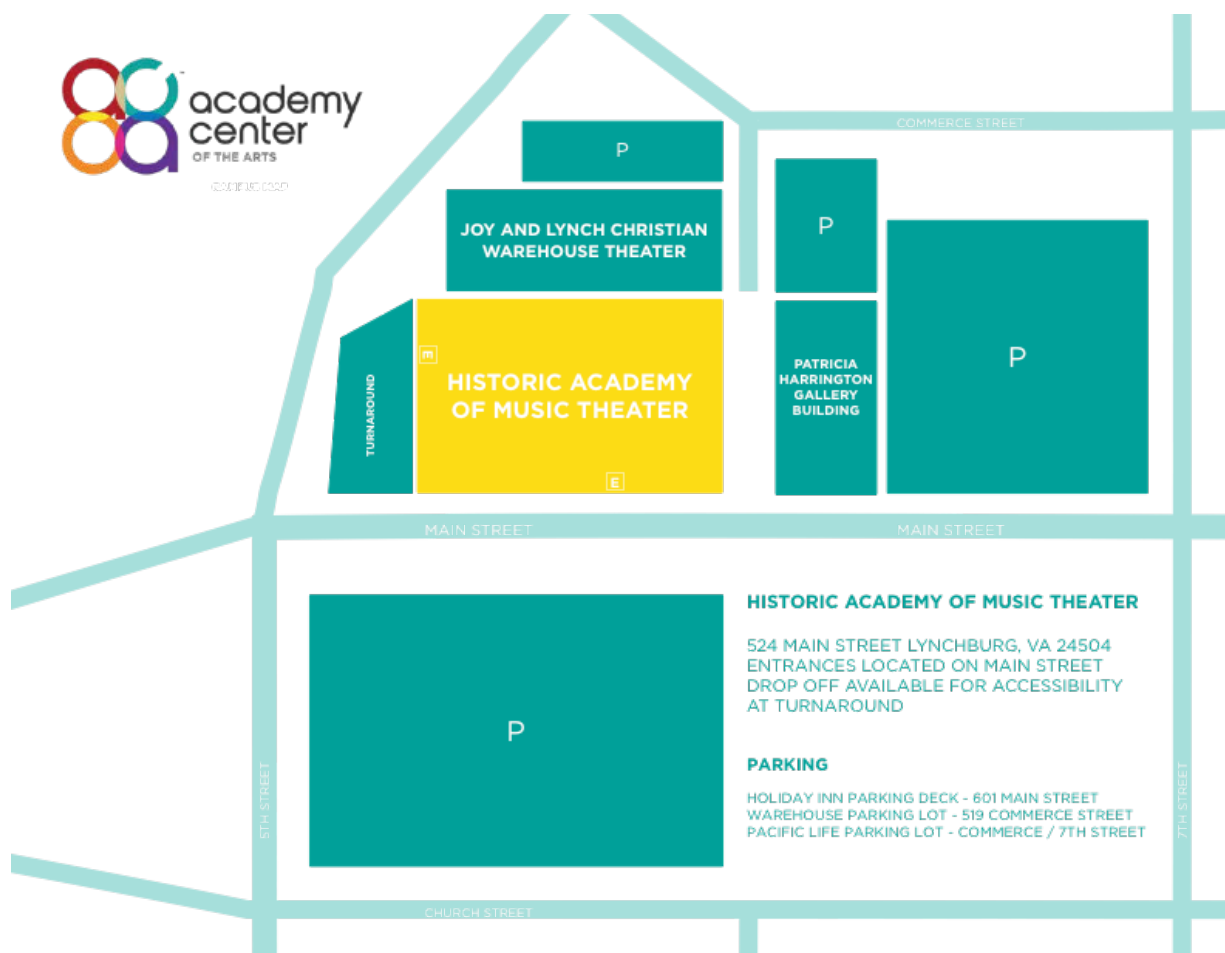 academy
center
OF THE ARTS
COMMERCE STREET
P
JOY AND LYNCH CHRISTIAN
WAREHOUSE THEATER
P
P
TURNAROUND
E
HISTORIC ACADEMY
OF MUSIC THEATER
E
PATRICIA
HARRINGTON
GALLERY
BUILDING
MAIN STREET
MAIN STREET
P
5TH STREET
7TH STREET
CHURCH STREET
HISTORIC ACADEMY OF MUSIC THEATER
524 MAIN STREET LYNCHBURG, VA 24504
ENTRANCES LOCATED ON MAIN STREET
DROP OFF AVAILABLE FOR ACCESSIBILITY
AT TURNAROUND
PARKING
HOLIDAY INN PARKING DECK - 601 MAIN STREET
WAREHOUSE PARKING LOT - 519 COMMERCE STREET
PACIFIC LIFE PARKING LOT - COMMERCE / 7TH STREET